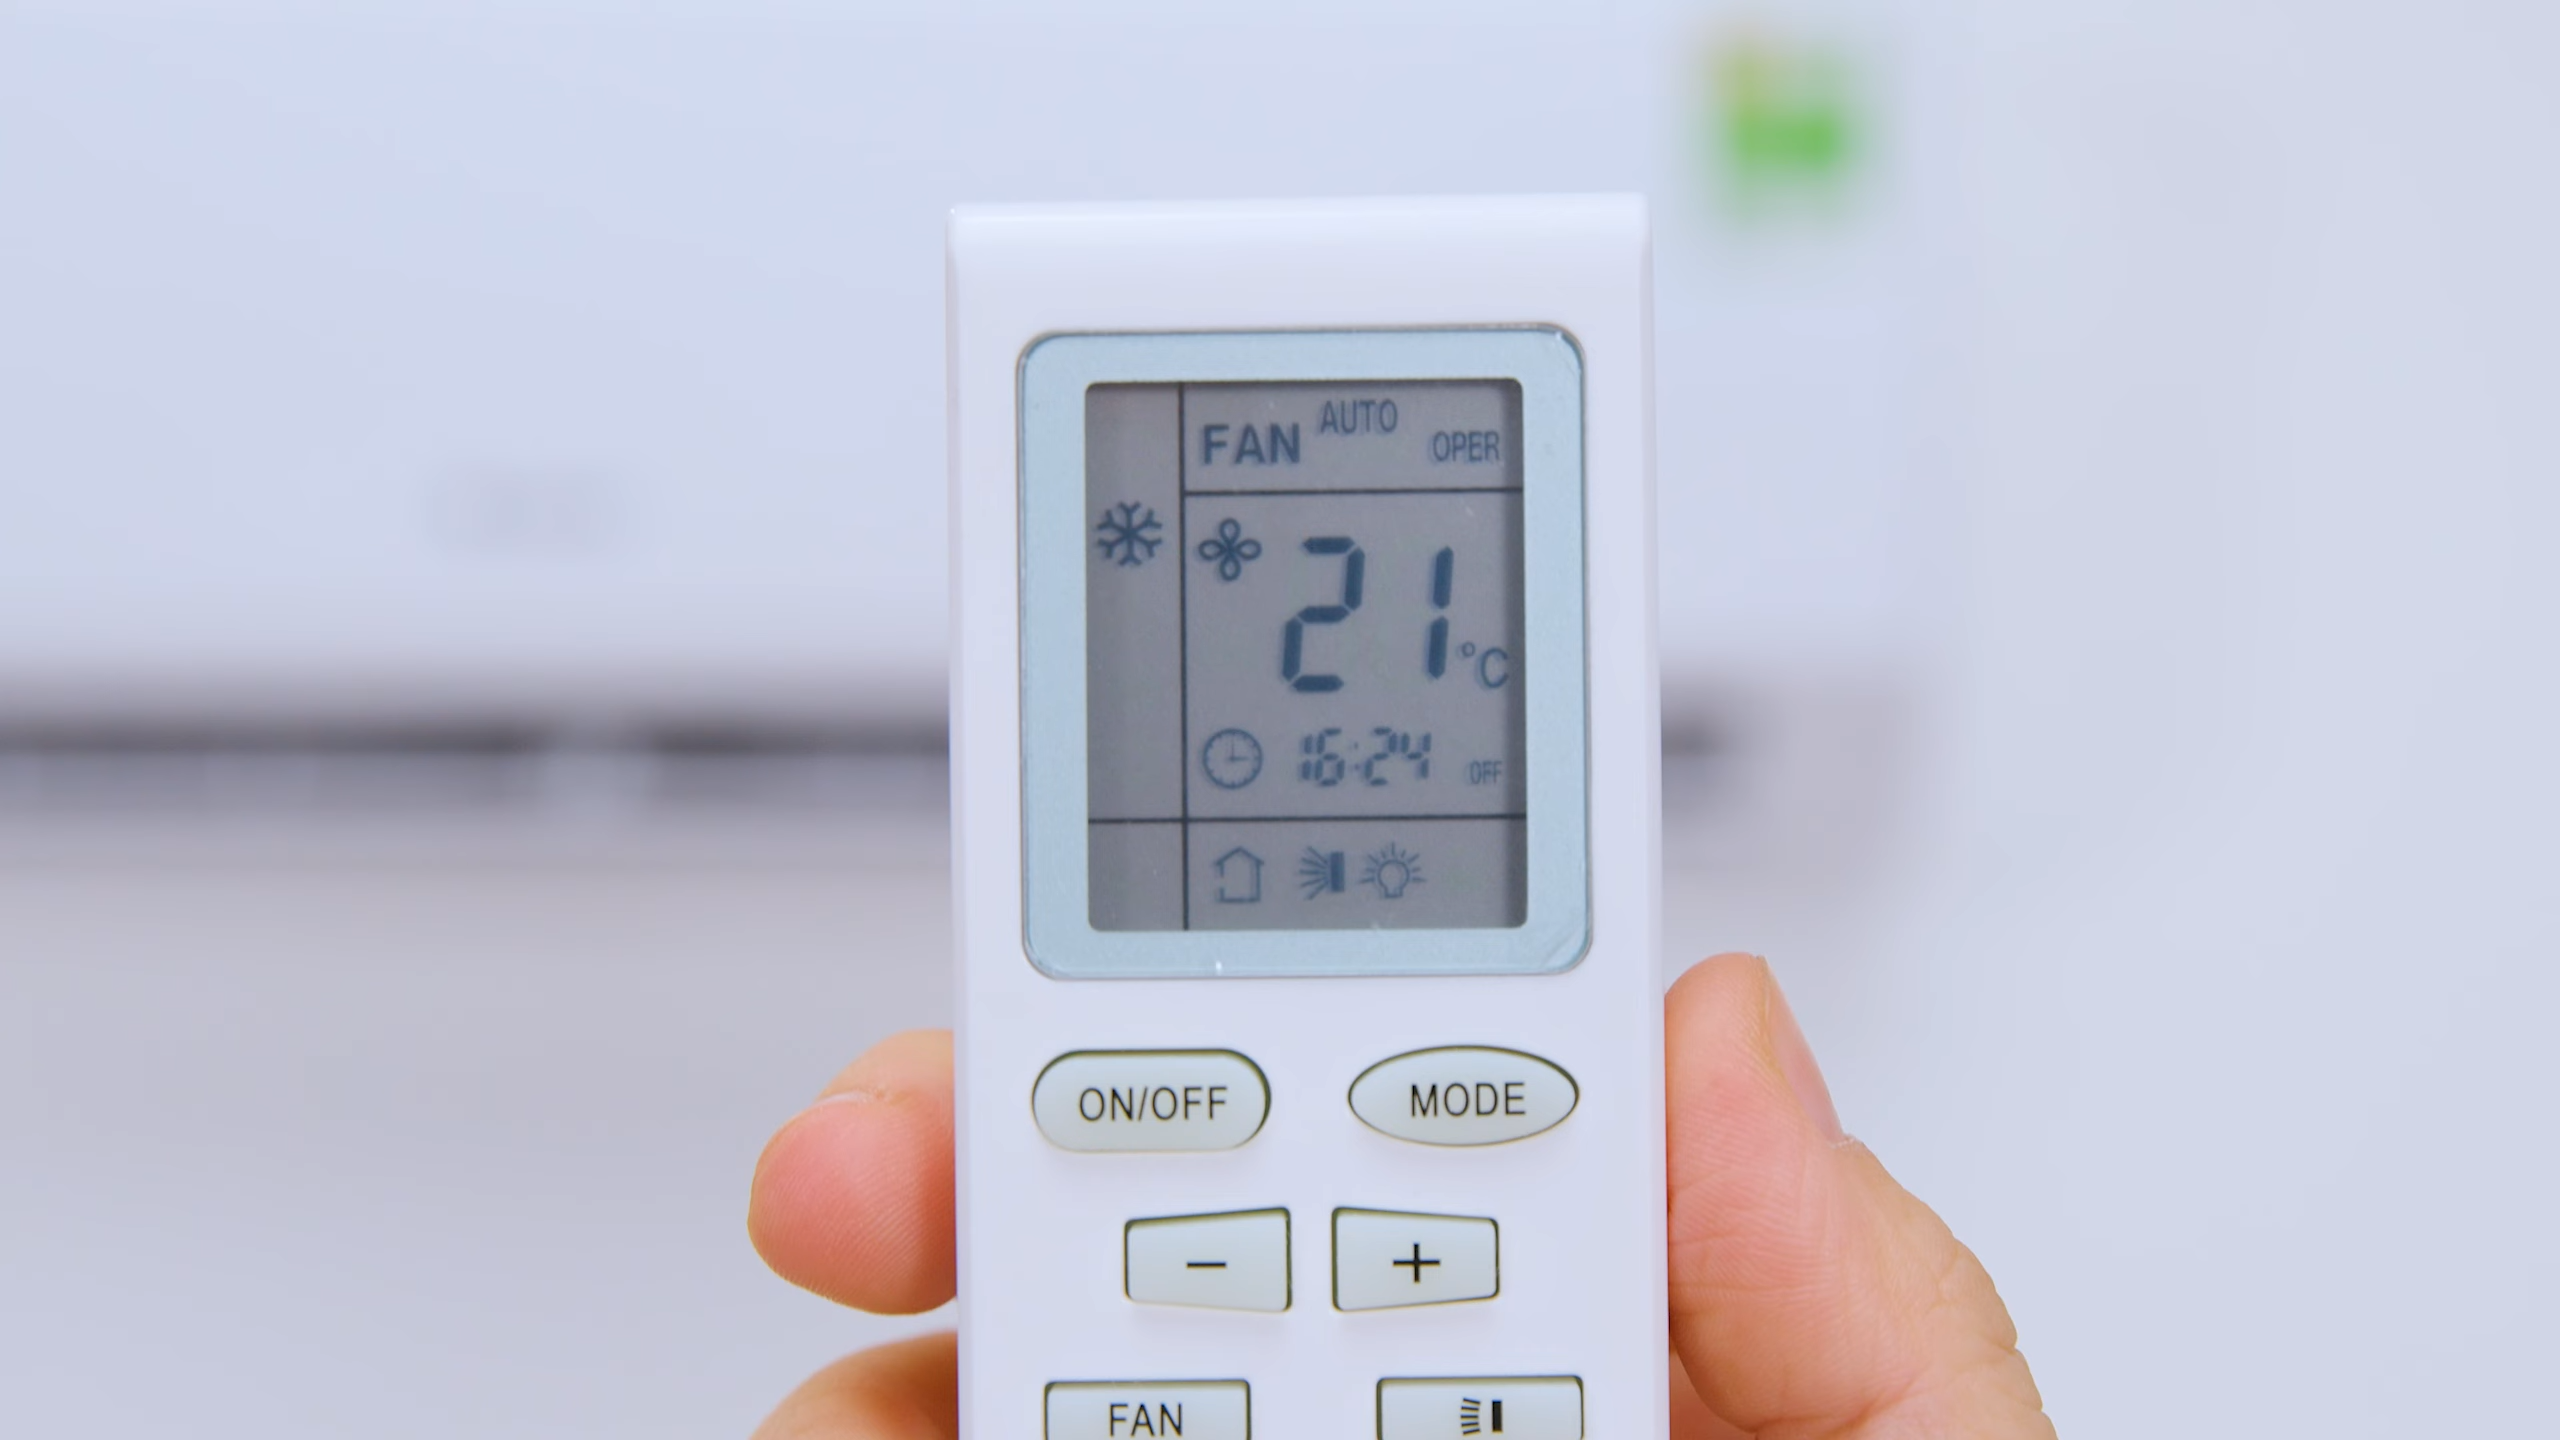 FAN AUTO OPER
21 °C
16:24 OFF
ON/OFF MODE
- +
FAN